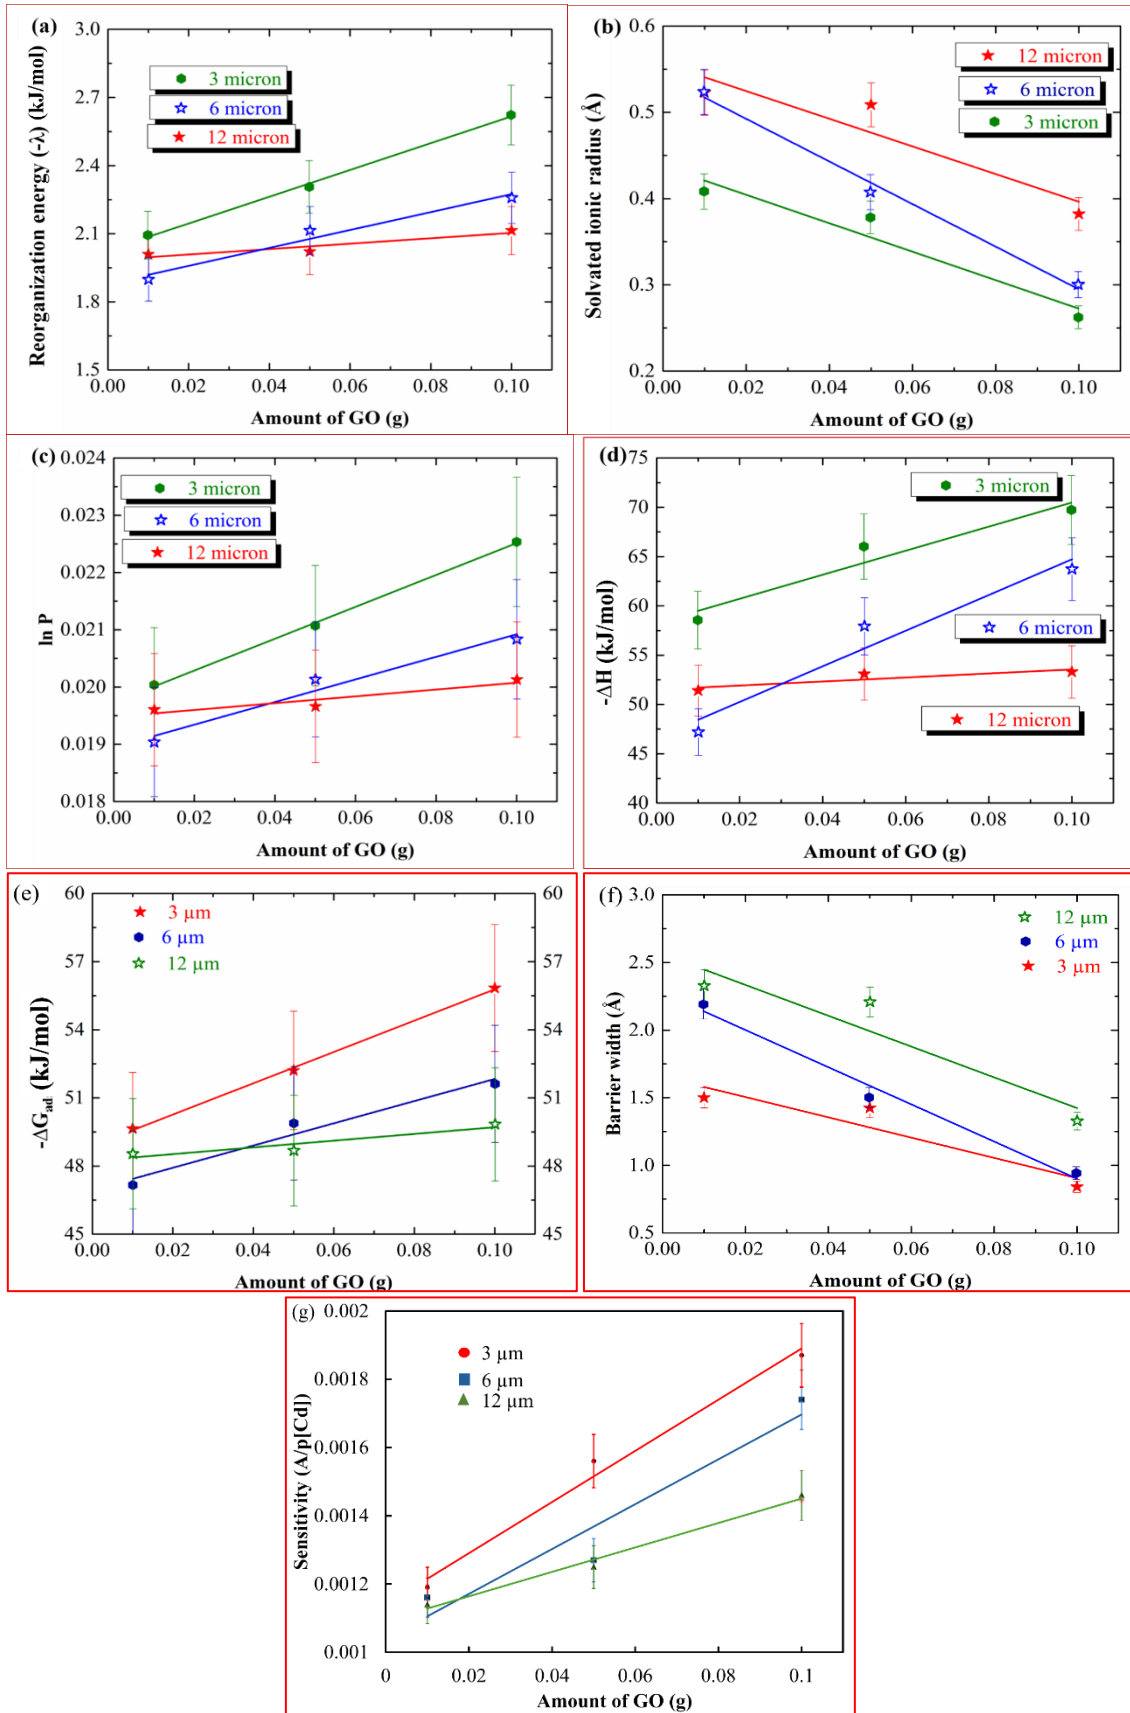 (a)
3.0
2.7
2.4
2.1
1.8
1.5
Reorganization energy (-λ) (kJ/mol)
3 micron
6 micron
12 micron
0.00 0.02 0.04 0.06 0.08 0.10
Amount of GO (g)
(b)
0.6
0.5
0.4
0.3
0.2
Solvated ionic radius (Å)
12 micron
6 micron
3 micron
0.00 0.02 0.04 0.06 0.08 0.10
Amount of GO (g)
(c)
0.024
0.023
0.022
0.021
0.020
0.019
0.018
ln P
3 micron
6 micron
12 micron
0.00 0.02 0.04 0.06 0.08 0.10
Amount of GO (g)
(d)
75
70
65
60
55
50
45
40
-ΔH (kJ/mol)
3 micron
6 micron
12 micron
0.00 0.02 0.04 0.06 0.08 0.10
Amount of GO (g)
(e)
60
57
54
51
48
45
-ΔGad (kJ/mol)
3 µm
6 µm
12 µm
60
57
54
51
48
45
0.00 0.02 0.04 0.06 0.08 0.10
Amount of GO (g)
(f)
3.0
2.5
2.0
1.5
1.0
0.5
Barrier width (Å)
12 µm
6 µm
3 µm
0.00 0.02 0.04 0.06 0.08 0.10
Amount of GO (g)
(g)
0.002
0.0018
0.0016
0.0014
0.0012
0.001
Sensitivity (A/p[Cd])
3 µm
6 µm
12 µm
0 0.02 0.04 0.06 0.08 0.1
Amount of GO (g)